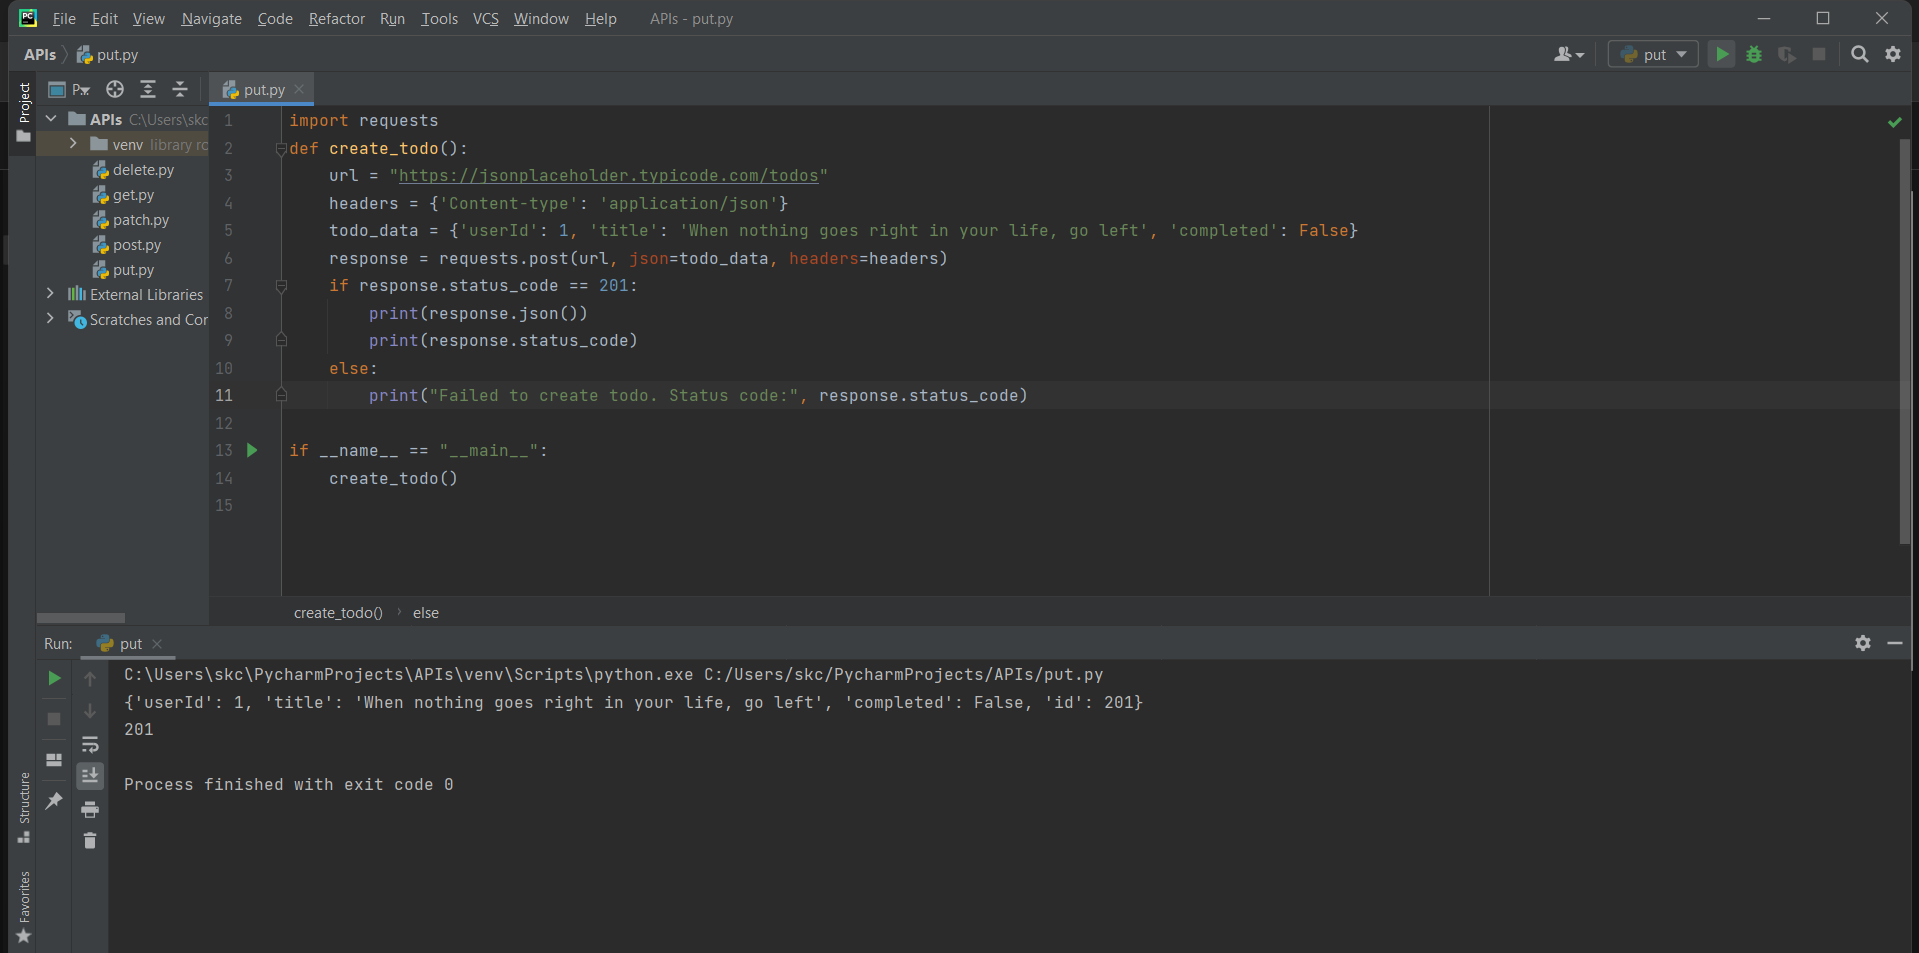 PC File Edit View Navigate Code Refactor Run Tools VCS Window Help APIs - put.py
APIs put.py put
Project P... put.py
APIs C:\Users\skc
venv library ro
delete.py
get.py
patch.py
post.py
put.py
External Libraries
Scratches and Cor
1 import requests
2 def create_todo():
3 url = "https://jsonplaceholder.typicode.com/todos"
4 headers = {'Content-type': 'application/json'}
5 todo_data = {'userId': 1, 'title': 'When nothing goes right in your life, go left', 'completed': False}
6 response = requests.post(url, json=todo_data, headers=headers)
7 if response.status_code == 201:
8 print(response.json())
9 print(response.status_code)
10 else:
11 print("Failed to create todo. Status code:", response.status_code)
12
13 if __name__ == "__main__":
14 create_todo()
15
create_todo() › else
Run: put
C:\Users\skc\PycharmProjects\APIs\venv\Scripts\python.exe C:/Users/skc/PycharmProjects/APIs/put.py
{'userId': 1, 'title': 'When nothing goes right in your life, go left', 'completed': False, 'id': 201}
201
Process finished with exit code 0
Structure
Favorites